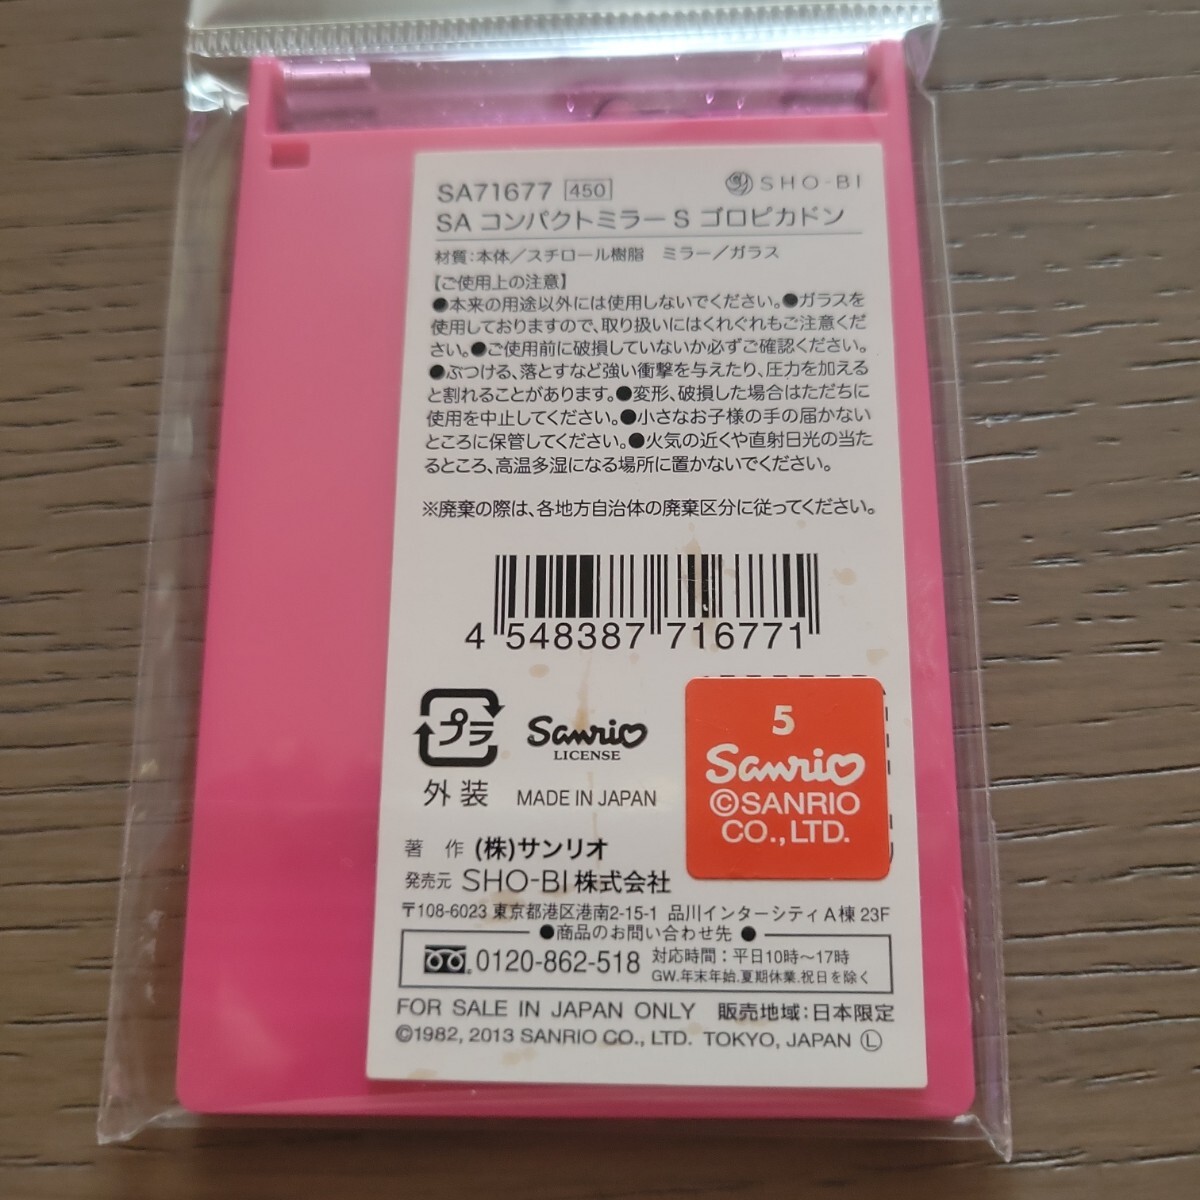 SA71677 450 SHO-BI
SA コンパクトミラー S ゴロピカドン
材質：本体／スチロール樹脂 ミラー／ガラス
【ご使用上の注意】
●本来の用途以外には使用しないでください。●ガラスを
使用しておりますので、取り扱いにはくれぐれもご注意くだ
さい。●ご使用前に破損していないか必ずご確認ください。
●ぶつける、落とすなど強い衝撃を与えたり、圧力を加える
と割れることがあります。●変形、破損した場合はただちに
使用を中止してください。●小さなお子様の手の届かない
ところに保管してください。●火気の近くや直射日光の当た
るところ、高温多湿になる場所に置かないでください。
※廃棄の際は、各地方自治体の廃棄区分に従ってください。
4 548387 716771
プラ
外装
Sanrio
LICENSE
MADE IN JAPAN
5
Sanrio
©SANRIO
CO.,LTD.
著 作 (株)サンリオ
発売元 SHO-BI株式会社
〒108-6023 東京都港区港南2-15-1 品川インターシティA棟 23F
●商品のお問い合わせ先●
0120-862-518 対応時間：平日10時～17時
GW.年末年始.夏期休業.祝日を除く
FOR SALE IN JAPAN ONLY 販売地域：日本限定
©1982, 2013 SANRIO CO., LTD. TOKYO, JAPAN Ⓛ